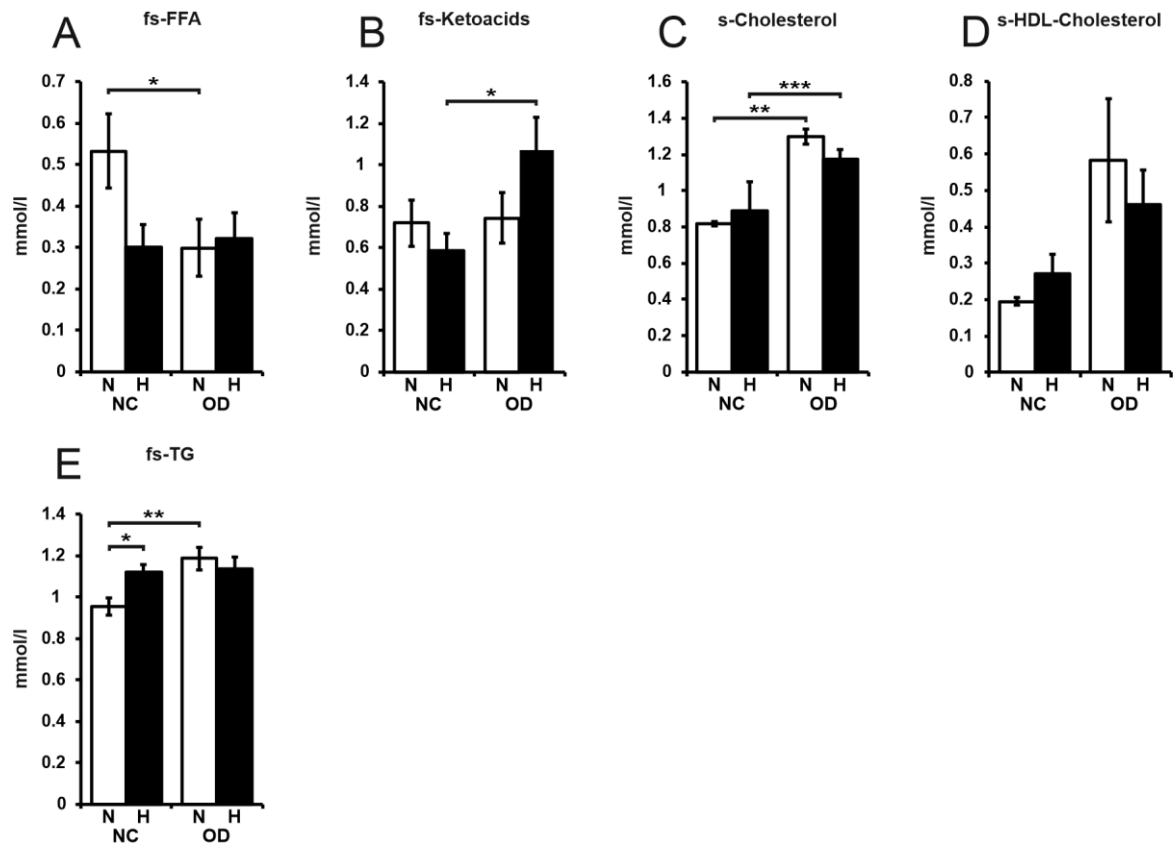 A
fs-FFA
mmol/l
0.7
0.6
0.5
0.4
0.3
0.2
0.1
0
*
N H N H
NC OD
B
fs-Ketoacids
mmol/l
1.4
1.2
1
0.8
0.6
0.4
0.2
0
*
N H N H
NC OD
C
s-Cholesterol
mmol/l
1.6
1.4
1.2
1
0.8
0.6
0.4
0.2
0
***
**
N H N H
NC OD
D
s-HDL-Cholesterol
mmol/l
0.8
0.7
0.6
0.5
0.4
0.3
0.2
0.1
0
N H N H
NC OD
E
fs-TG
mmol/l
1.4
1.2
1
0.8
0.6
0.4
0.2
0
**
*
N H N H
NC OD